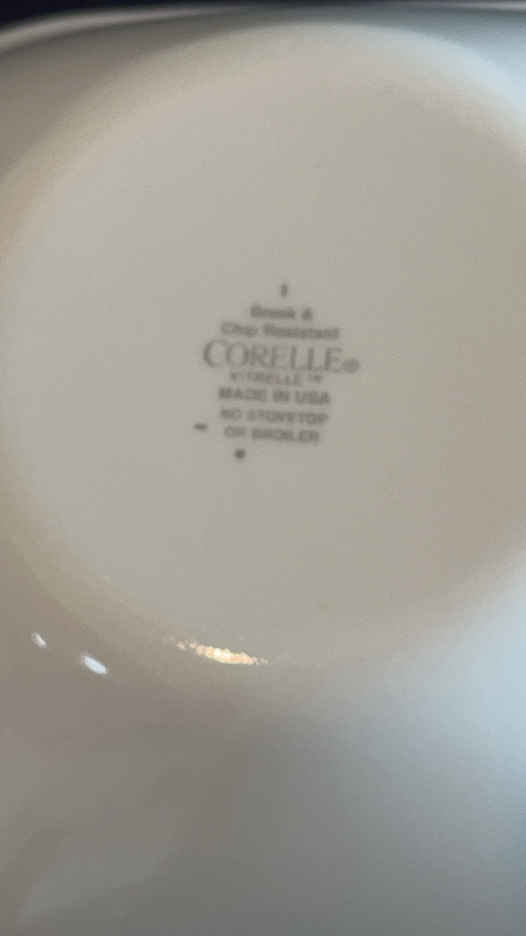 Break &
Chip Resistant
CORELLE®
VITRELLE™
MADE IN USA
NO STOVETOP
OR BROILER